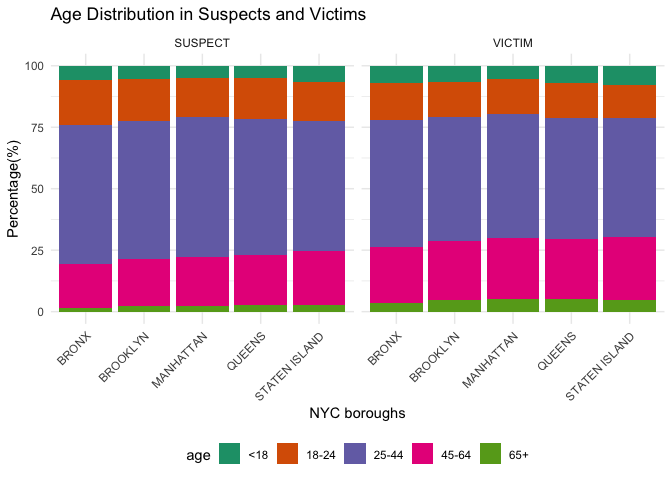 Age Distribution in Suspects and Victims
SUSPECT VICTIM
100
75
50
25
0
Percentage(%)
BRONX BROOKLYN MANHATTAN QUEENS STATEN ISLAND BRONX BROOKLYN MANHATTAN QUEENS STATEN ISLAND
NYC boroughs
age <18 18-24 25-44 45-64 65+